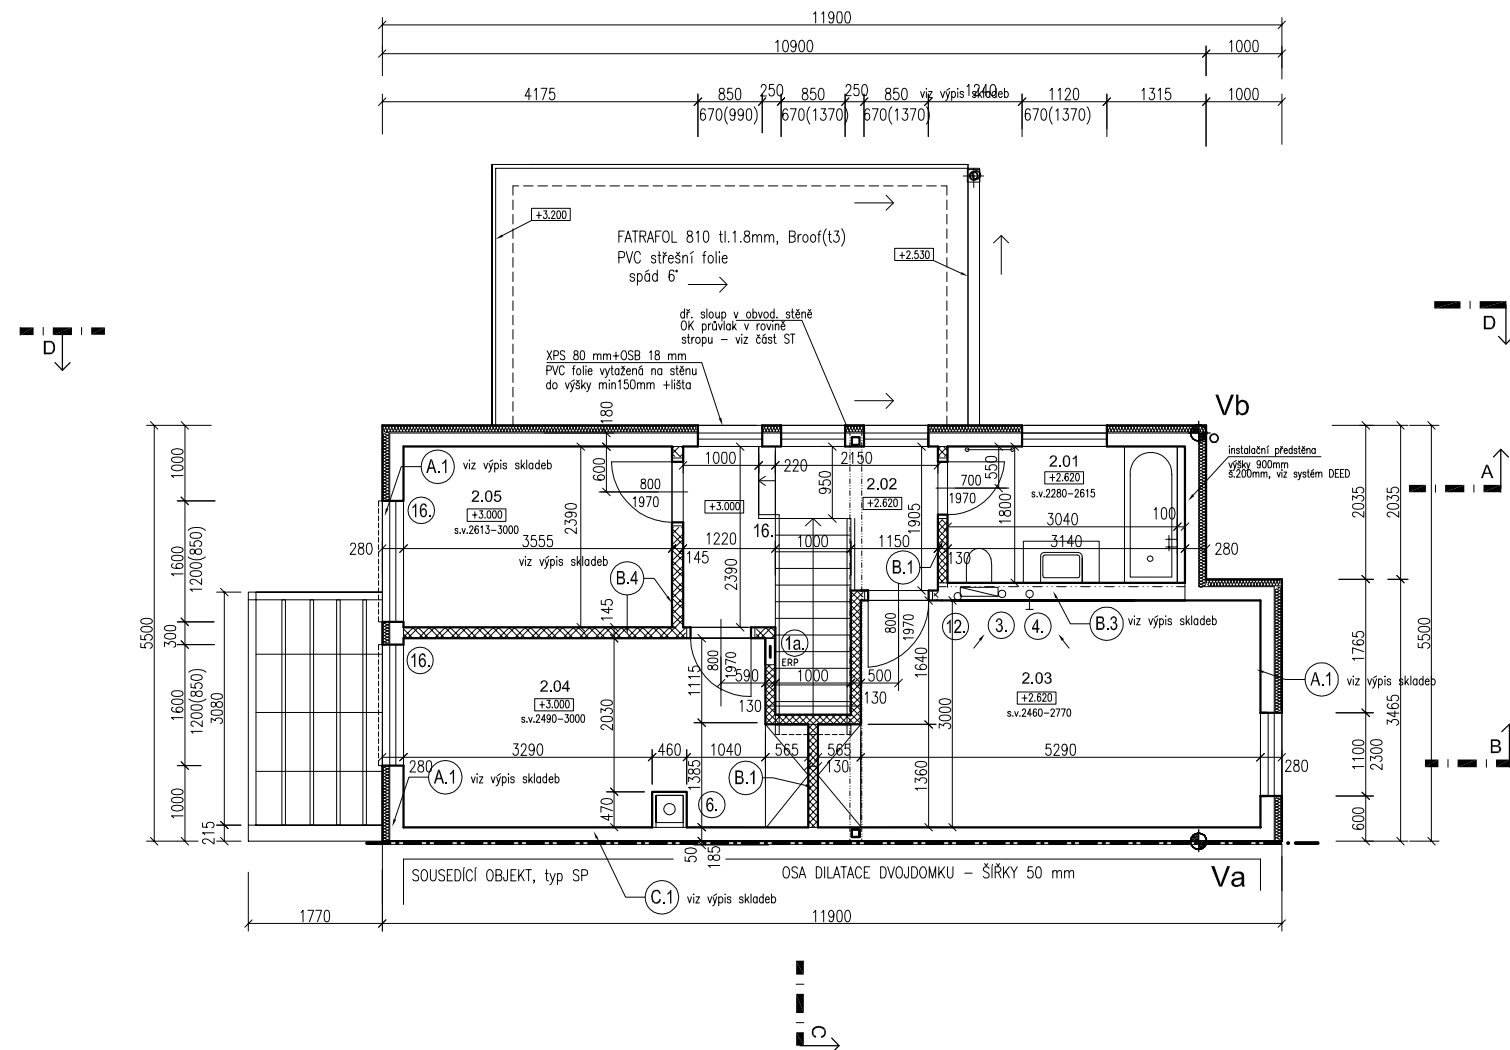 11900
10900
1000
4175
850
250
850
250
850
viz výpis skladeb
1240
1120
1315
1000
670(990)
670(1370)
670(1370)
670(1370)
+3.200
FATRAFOL 810 tl.1.8mm, Broof(t3)
PVC střešní folie
spád 6°
+2.530
dř. sloup v obvod. stěně
OK průvlak v rovině
stropu – viz část ST
XPS 80 mm+OSB 18 mm
PVC folie vytažená na stěnu
do výšky min150mm +lišta
D
D
A
B
C
Vb
Va
instalační předstěna
výšky 900mm
š.200mm, viz systém DEED
180
600
1000
220
2150
950
550
A.1
viz výpis skladeb
16.
2.05
+3.000
s.v.2613–3000
2390
800
1970
+3.000
2.02
+2.620
700
1970
2.01
+2.620
s.v.2280–2615
1800
1905
3040
100
16.
280
3555
145
1220
1000
1150
130
3140
280
viz výpis skladeb
B.4
2390
B.1
145
1000
1600
1200(850)
300
1600
1200(850)
1000
5500
3080
215
16.
2.04
+3.000
s.v.2490–3000
2030
1115
800
1970
590
130
1a.
ERP
1000
500
130
800
1970
1640
12.
3.
4.
B.3
viz výpis skladeb
2.03
+2.620
s.v.2460–2770
3000
A.1
viz výpis skladeb
280
3290
460
1040
565
565
130
5290
280
A.1
viz výpis skladeb
1385
B.1
1360
470
6.
50
185
2035
2035
1765
1100
2300
600
3465
5500
SOUSEDÍCÍ OBJEKT, typ SP
OSA DILATACE DVOJDOMKU – ŠÍŘKY 50 mm
C.1
viz výpis skladeb
1770
11900